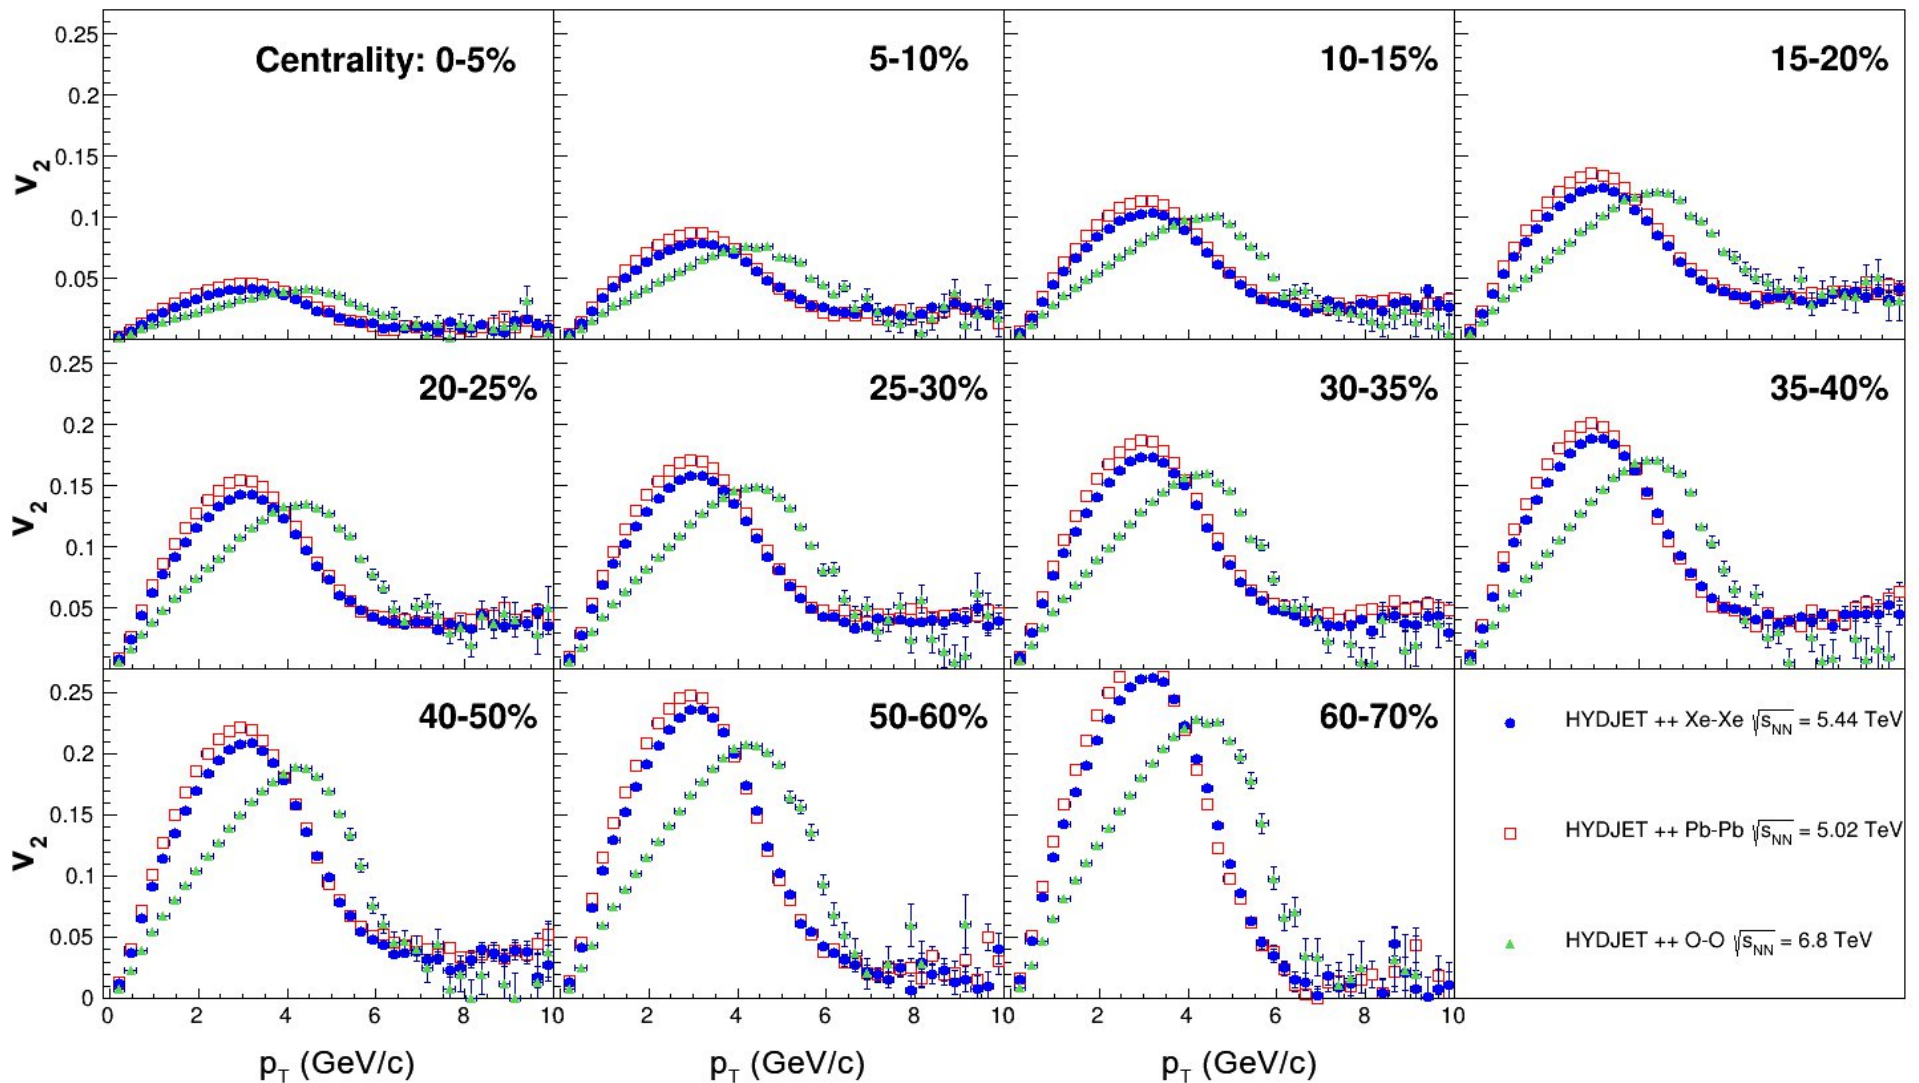 Centrality: 0-5%
5-10%
10-15%
15-20%
0.25
0.2
0.15
0.1
0.05
v2
20-25%
25-30%
30-35%
35-40%
0.25
0.2
0.15
0.1
0.05
v2
40-50%
50-60%
60-70%
0.25
0.2
0.15
0.1
0.05
0
v2
HYDJET ++ Xe-Xe √sNN = 5.44 TeV
HYDJET ++ Pb-Pb √sNN = 5.02 TeV
HYDJET ++ O-O √sNN = 6.8 TeV
0 2 4 6 8 10
2 4 6 8 10
2 4 6 8 10
pT (GeV/c)
pT (GeV/c)
pT (GeV/c)